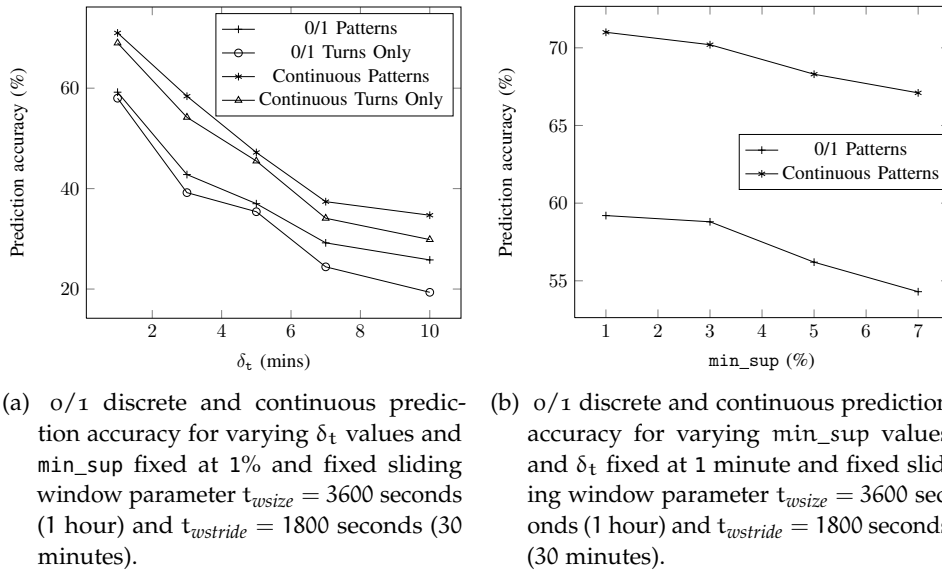 0/1 Patterns
0/1 Turns Only
Continuous Patterns
Continuous Turns Only
60
40
20
Prediction accuracy (%)
2 4 6 8 10
δt (mins)
70
65
60
55
Prediction accuracy (%)
0/1 Patterns
Continuous Patterns
1 2 3 4 5 6 7
min_sup (%)
(a) 0/1 discrete and continuous predic-
tion accuracy for varying δt values and
min_sup fixed at 1% and fixed sliding
window parameter twsize = 3600 seconds
(1 hour) and twstride = 1800 seconds (30
minutes).
(b) 0/1 discrete and continuous prediction
accuracy for varying min_sup values
and δt fixed at 1 minute and fixed slid-
ing window parameter twsize = 3600 sec-
onds (1 hour) and twstride = 1800 seconds
(30 minutes).